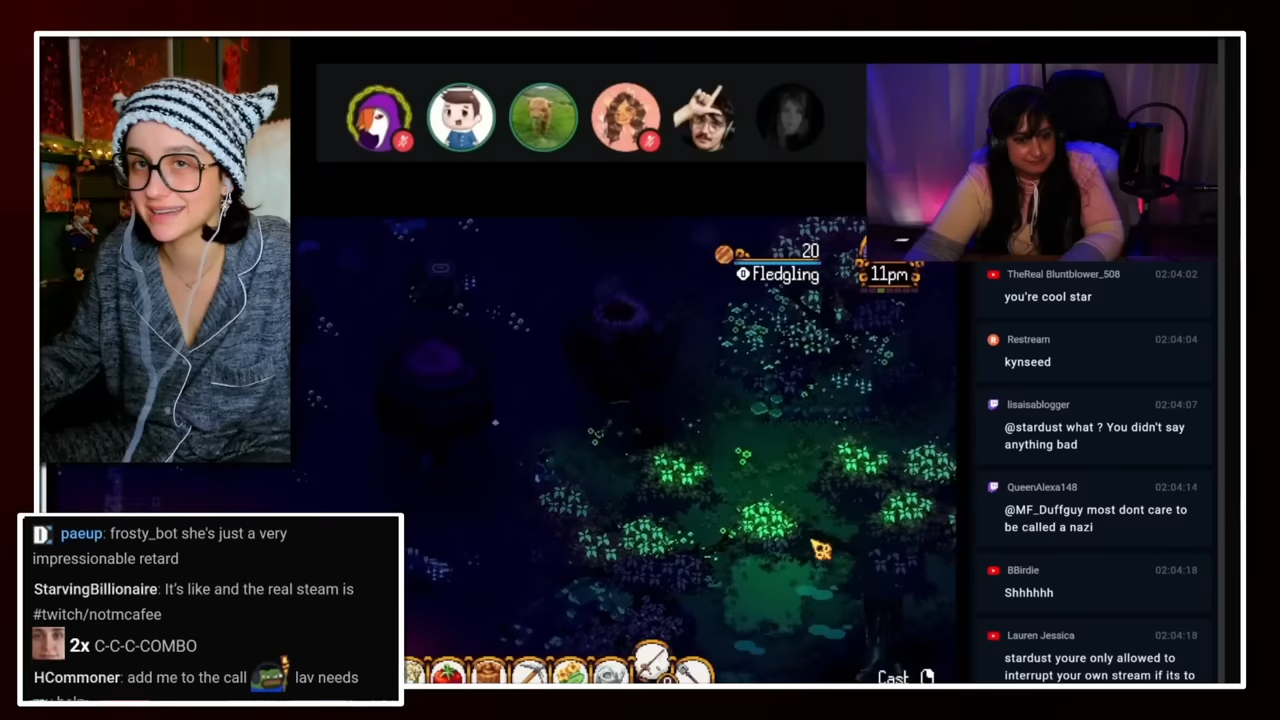 20
Fledgling
11pm
TheReal Bluntblower_508 02:04:02
you're cool star
Restream 02:04:04
kynseed
lisaisablogger 02:04:07
@stardust what ? You didn't say
anything bad
QueenAlexa148 02:04:14
@MF_Duffguy most dont care to
be called a nazi
BBirdie 02:04:18
Shhhhhh
Lauren Jessica 02:04:18
stardust youre only allowed to
interrupt your own stream if its to
paeup: frosty_bot she's just a very
impressionable retard
StarvingBillionaire: It's like and the real steam is
#twitch/notmcafee
2x C-C-C-COMBO
HCommoner: add me to the call lav needs
my help
Cast